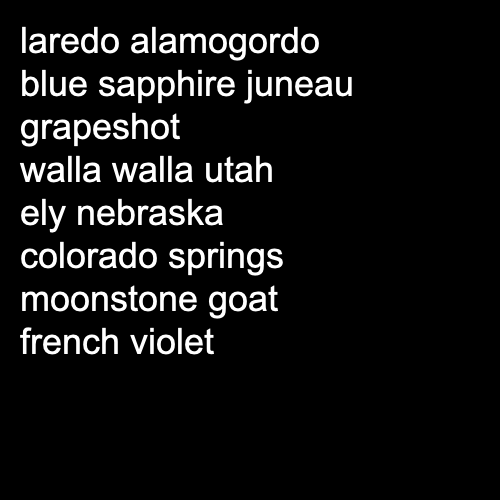 laredo alamogordo
blue sapphire juneau
grapeshot
walla walla utah
ely nebraska
colorado springs
moonstone goat
french violet